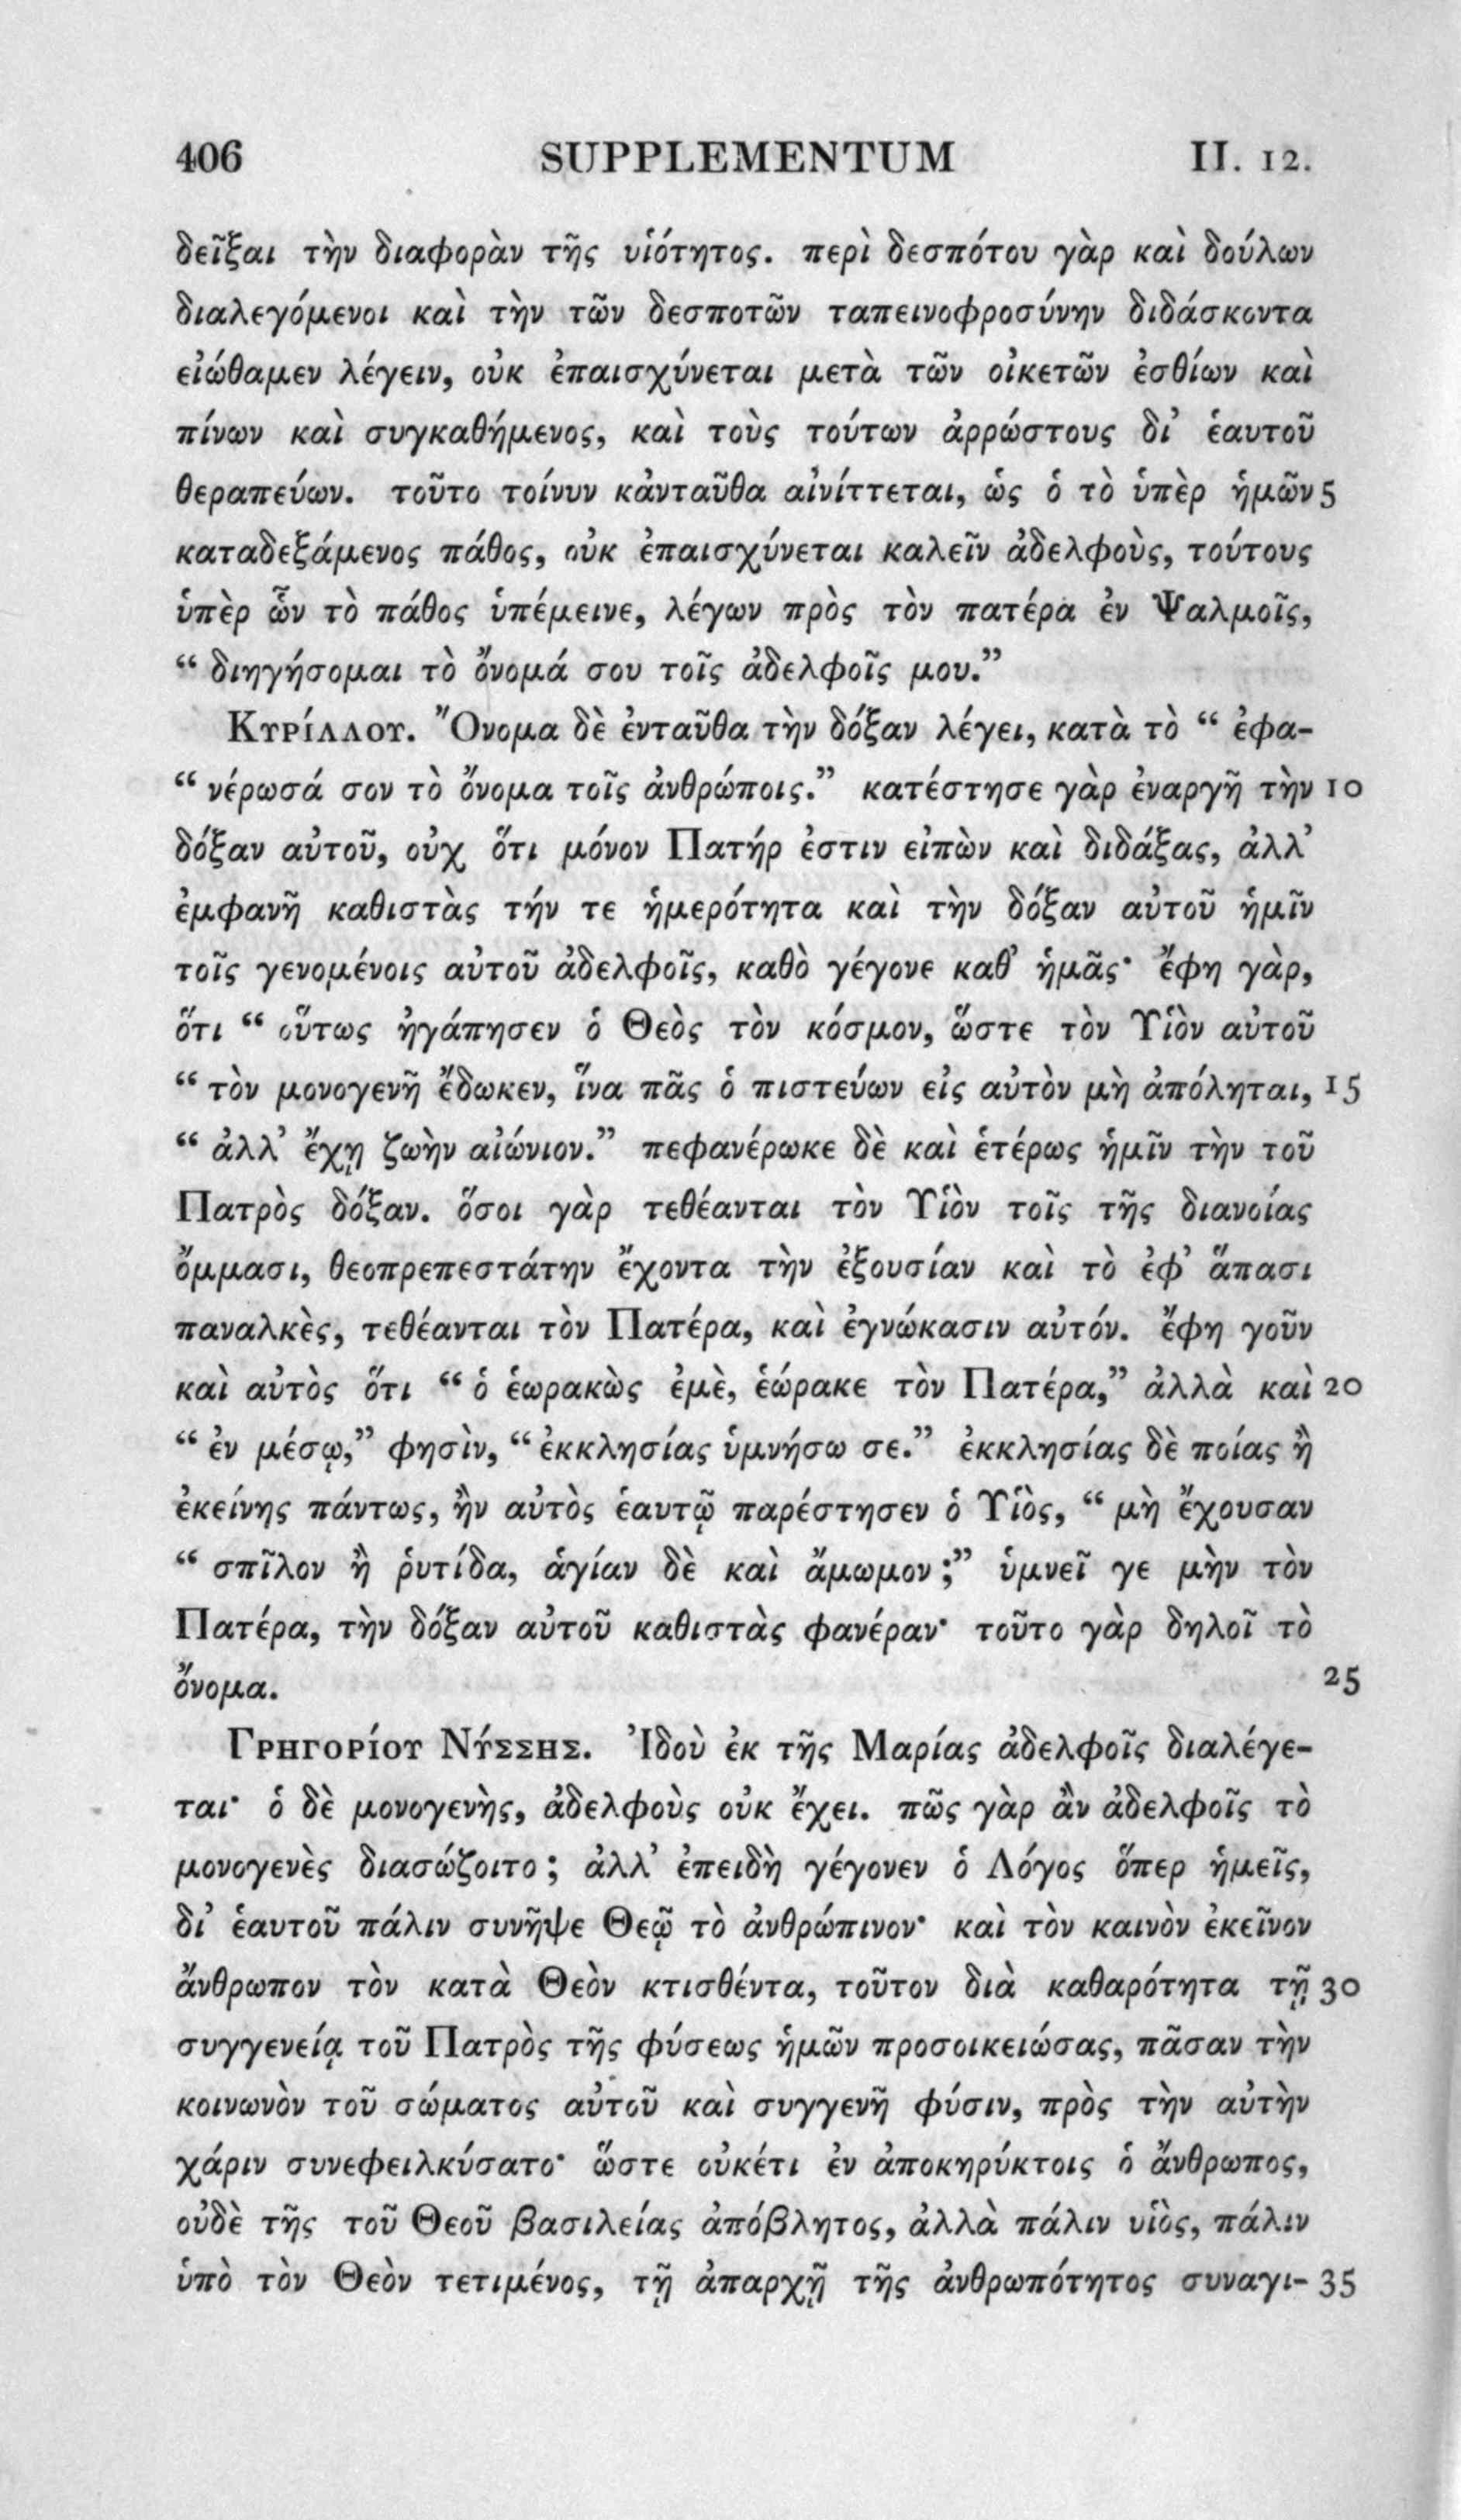 406 SUPPLEMENTUM II. 12.
δεῖξαι τὴν διαφορὰν τῆς υἱότητος. περὶ δεσπότου γὰρ καὶ δούλων
διαλεγόμενοι καὶ τὴν τῶν δεσποτῶν ταπεινοφροσύνην διδάσκοντα
εἰώθαμεν λέγειν, οὐκ ἐπαισχύνεται μετὰ τῶν οἰκετῶν ἐσθίων καὶ
πίνων καὶ συγκαθήμενος, καὶ τοὺς τούτων ἀρρώστους δι’ ἑαυτοῦ
θεραπεύων. τοῦτο τοίνυν κἀνταῦθα αἰνίττεται, ὡς ὁ τὸ ὑπὲρ ἡμῶν 5
καταδεξάμενος πάθος, οὐκ ἐπαισχύνεται καλεῖν ἀδελφοὺς, τούτους
ὑπὲρ ὧν τὸ πάθος ὑπέμεινε, λέγων πρὸς τὸν πατέρα ἐν Ψαλμοῖς,
“ διηγήσομαι τὸ ὄνομά σου τοῖς ἀδελφοῖς μου.”
ΚΥΡΊΛΛΟΥ. Ὄνομα δὲ ἐνταῦθα τὴν δόξαν λέγει, κατὰ τὸ “ ἐφα-
“ νέρωσά σον τὸ ὄνομα τοῖς ἀνθρώποις.” κατέστησε γὰρ ἐναργῆ τὴν 10
δόξαν αὐτοῦ, οὐχ ὅτι μόνον Πατήρ ἐστιν εἰπὼν καὶ διδάξας, ἀλλ’
ἐμφανῆ καθιστὰς τήν τε ἡμερότητα καὶ τὴν δόξαν αὐτοῦ ἡμῖν
τοῖς γενομένοις αὐτοῦ ἀδελφοῖς, καθὸ γέγονε καθ’ ἡμᾶς· ἔφη γὰρ,
ὅτι “ οὕτως ἠγάπησεν ὁ Θεὸς τὸν κόσμον, ὥστε τὸν Υἱὸν αὐτοῦ
“ τὸν μονογενῆ ἔδωκεν, ἵνα πᾶς ὁ πιστεύων εἰς αὐτὸν μὴ ἀπόληται, 15
“ ἀλλ’ ἔχῃ ζωὴν αἰώνιον.” πεφανέρωκε δὲ καὶ ἑτέρως ἡμῖν τὴν τοῦ
Πατρὸς δόξαν. ὅσοι γὰρ τεθέανται τὸν Υἱὸν τοῖς τῆς διανοίας
ὄμμασι, θεοπρεπεστάτην ἔχοντα τὴν ἐξουσίαν καὶ τὸ ἐφ’ ἅπασι
παναλκὲς, τεθέανται τὸν Πατέρα, καὶ ἐγνώκασιν αὐτόν. ἔφη γοῦν
καὶ αὐτὸς ὅτι “ ὁ ἑωρακὼς ἐμὲ, ἑώρακε τὸν Πατέρα,” ἀλλὰ καὶ 20
“ ἐν μέσῳ,” φησὶν, “ ἐκκλησίας ὑμνήσω σε.” ἐκκλησίας δὲ ποίας ἢ
ἐκείνης πάντως, ἢν αὐτὸς ἑαυτῷ παρέστησεν ὁ Υἱὸς, “ μὴ ἔχουσαν
“ σπῖλον ἢ ῥυτίδα, ἁγίαν δὲ καὶ ἄμωμον ;” ὑμνεῖ γε μὴν τὸν
Πατέρα, τὴν δόξαν αὐτοῦ καθιστὰς φανέραν· τοῦτο γὰρ δηλοῖ τὸ
ὄνομα. 25
ΓΡΗΓΟΡΊΟΥ ΝΎΣΣΗΣ. Ἰδοὺ ἐκ τῆς Μαρίας ἀδελφοῖς διαλέγε-
ται· ὁ δὲ μονογενὴς, ἀδελφοὺς οὐκ ἔχει. πῶς γὰρ ἂν ἀδελφοῖς τὸ
μονογενὲς διασώζοιτο ; ἀλλ’ ἐπειδὴ γέγονεν ὁ Λόγος ὅπερ ἡμεῖς,
δι’ ἑαυτοῦ πάλιν συνῆψε Θεῷ τὸ ἀνθρώπινον· καὶ τὸν καινὸν ἐκεῖνον
ἄνθρωπον τὸν κατὰ Θεὸν κτισθέντα, τοῦτον διὰ καθαρότητα τῇ 30
συγγενείᾳ τοῦ Πατρὸς τῆς φύσεως ἡμῶν προσοικειώσας, πᾶσαν τὴν
κοινωνὸν τοῦ σώματος αὐτοῦ καὶ συγγενῆ φύσιν, πρὸς τὴν αὐτὴν
χάριν συνεφειλκύσατο· ὥστε οὐκέτι ἐν ἀποκηρύκτοις ὁ ἄνθρωπος,
οὐδὲ τῆς τοῦ Θεοῦ βασιλείας ἀπόβλητος, ἀλλὰ πάλιν υἱὸς, πάλιν
ὑπὸ τὸν Θεὸν τετιμένος, τῇ ἀπαρχῇ τῆς ἀνθρωπότητος συναγι- 35